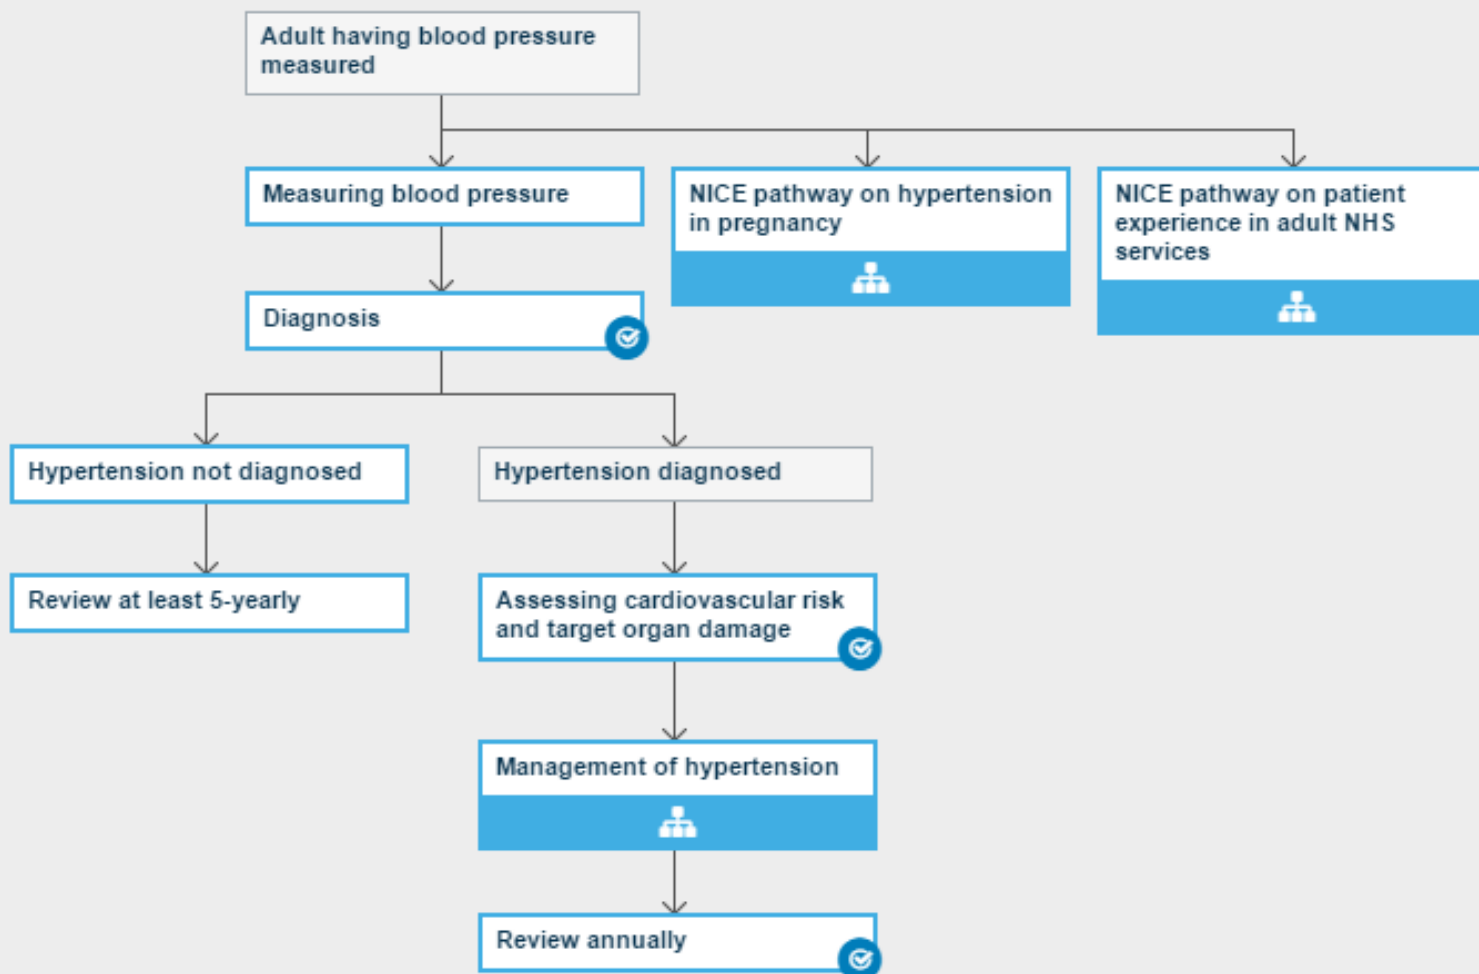 Adult having blood pressure
measured
Measuring blood pressure
NICE pathway on hypertension
in pregnancy
NICE pathway on patient
experience in adult NHS
services
Diagnosis
Hypertension not diagnosed
Hypertension diagnosed
Review at least 5-yearly
Assessing cardiovascular risk
and target organ damage
Management of hypertension
Review annually